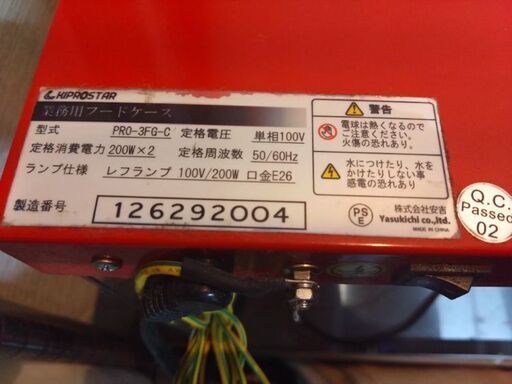 KIPROSTAR
業務用フードケース
型式 PRO-3FG-C 定格電圧 単相100V
定格消費電力 200W×2 定格周波数 50/60Hz
ランプ仕様 レフランプ 100V/200W 口金E26
製造番号 126292004
警告
電球は熱くなるので
ご注意ください。
火傷の恐れあり。
水につけたり、水を
かけたりしない事
感電の恐れあり
PS
E
株式会社安吉
Yasukichi co.,ltd.
MADE IN CHINA
Q.C.
Passed
02